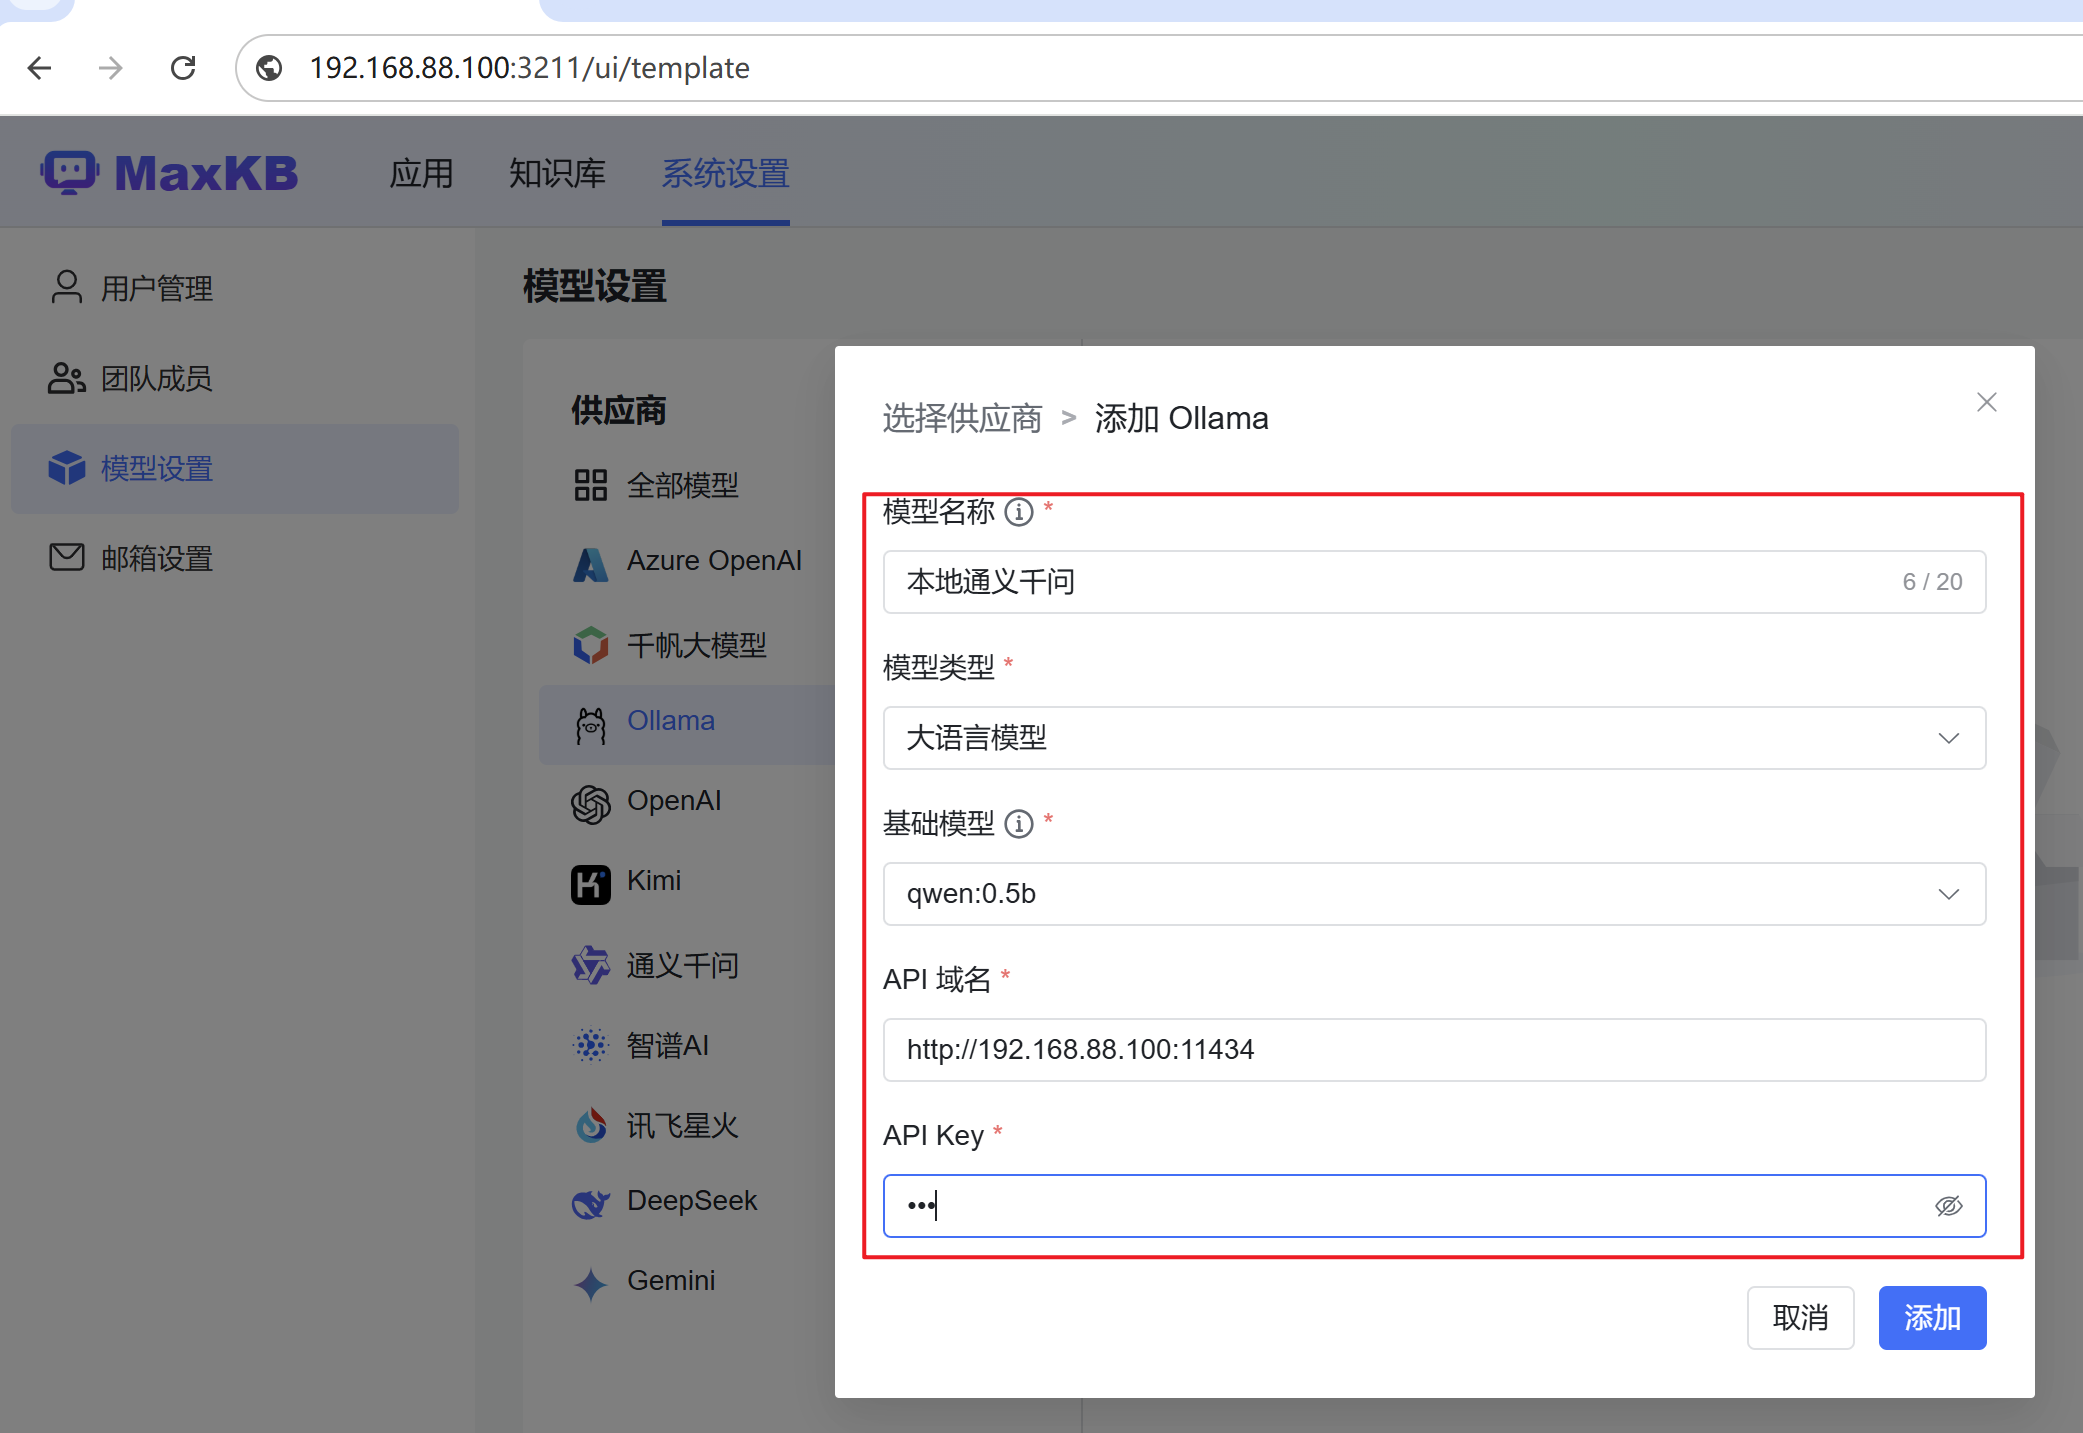 192.168.88.100:3211/ui/template
MaxKB
应用
知识库
系统设置
用户管理
团队成员
模型设置
邮箱设置
模型设置
供应商
全部模型
Azure OpenAI
千帆大模型
Ollama
OpenAI
Kimi
通义千问
智谱AI
讯飞星火
DeepSeek
Gemini
选择供应商 > 添加 Ollama
模型名称 *
本地通义千问 6 / 20
模型类型 *
大语言模型
基础模型 *
qwen:0.5b
API 域名 *
http://192.168.88.100:11434
API Key *
•••
取消
添加